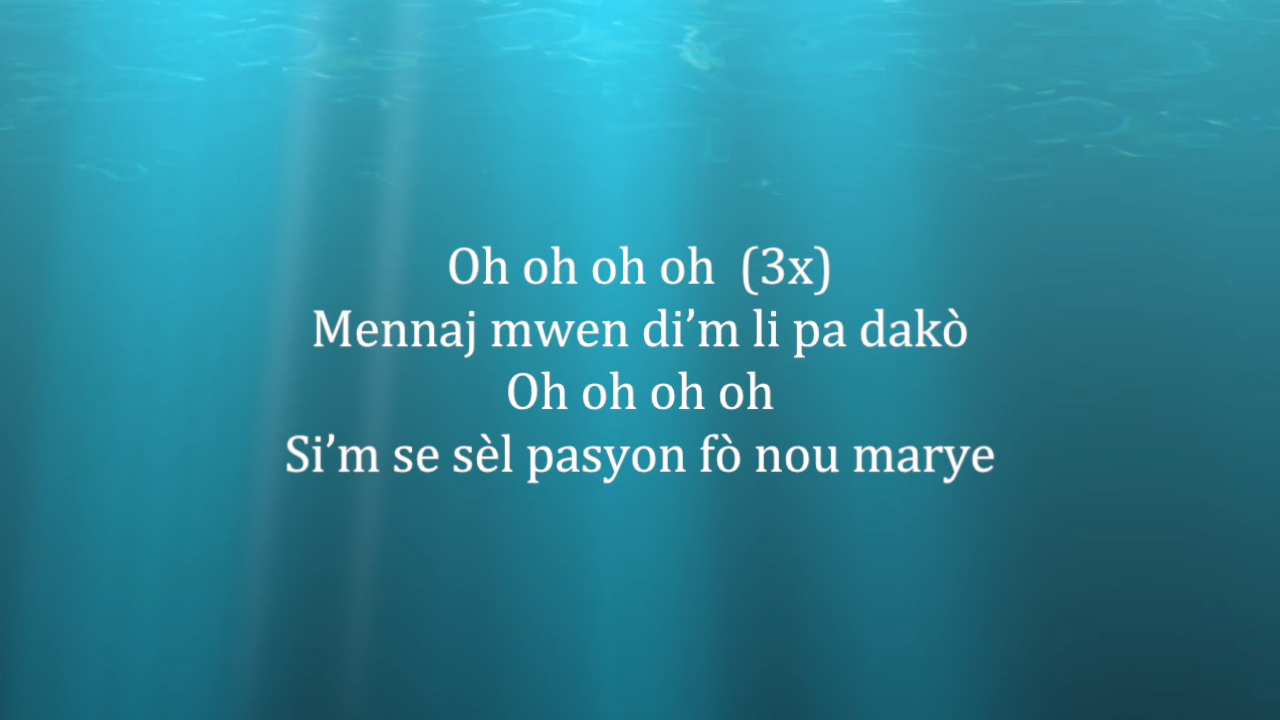 Oh oh oh oh  (3x)
Mennaj mwen di’m li pa dakò
Oh oh oh oh
Si’m se sèl pasyon fò nou marye